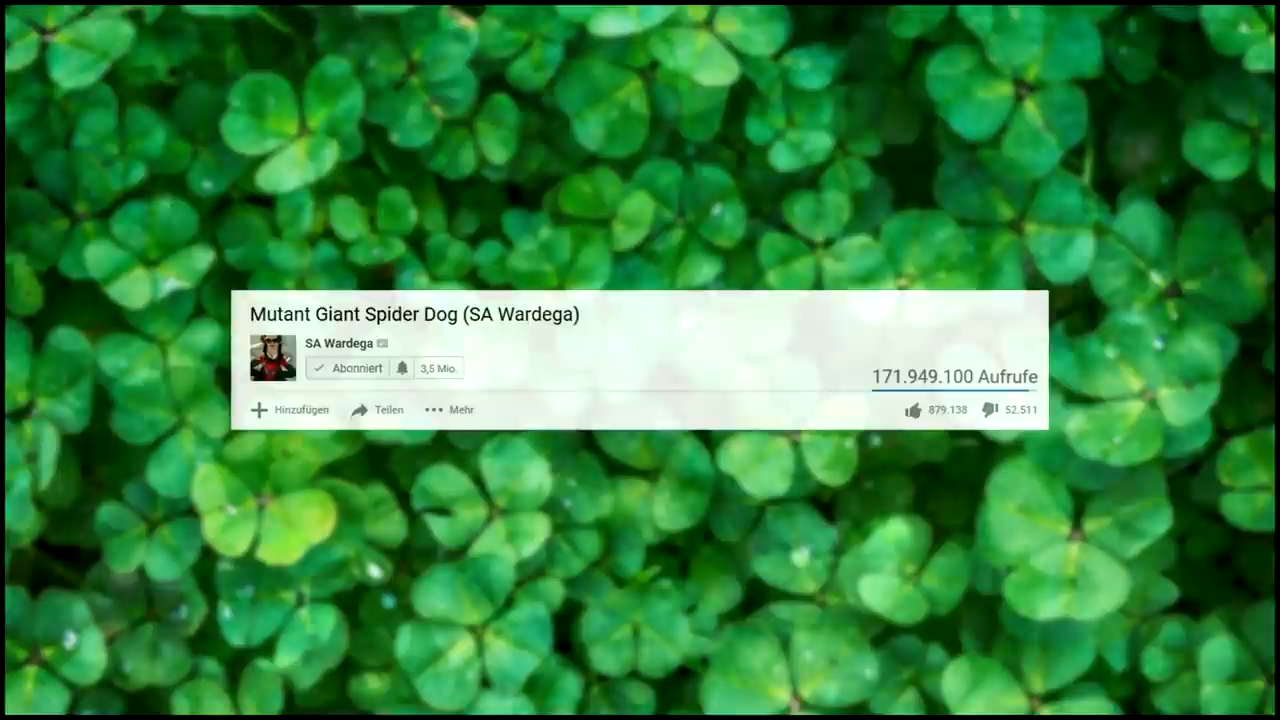 Mutant Giant Spider Dog (SA Wardega)
SA Wardega
Abonniert 3,5 Mio.
171.949.100 Aufrufe
Hinzufügen Teilen Mehr 879.138 52.511